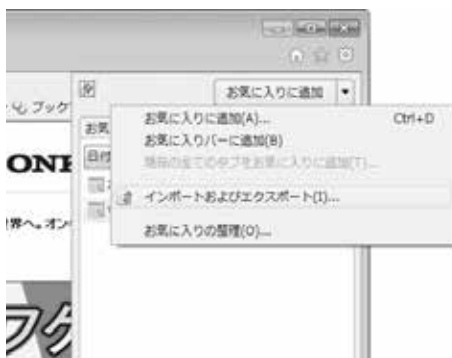 お気に入りに追加
ブック
お気に入りに追加(A)... Ctrl+D
お気に入りバーに追加(B)
現在の全てのタブをお気に入りに追加(T)...
お気
日付
ONE
インポートおよびエクスポート(I)...
世界へ。オン
お気に入りの整理(O)...
フク